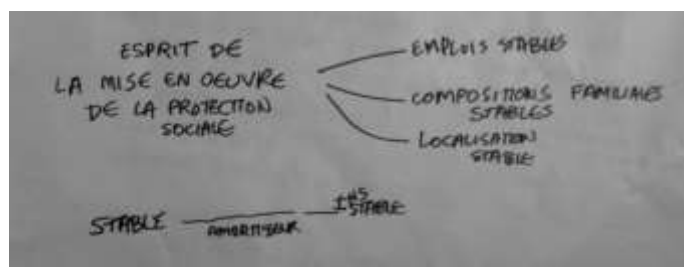 ESPRIT DE
LA MISE EN OEUVRE
DE LA PROTECTION
SOCIALE
EMPLOIS STABLES
COMPOSITIONS FAMILIALES
STABLES
LOCALISATION
STABLE
STABLE
AMORTISSEUR
STABLE